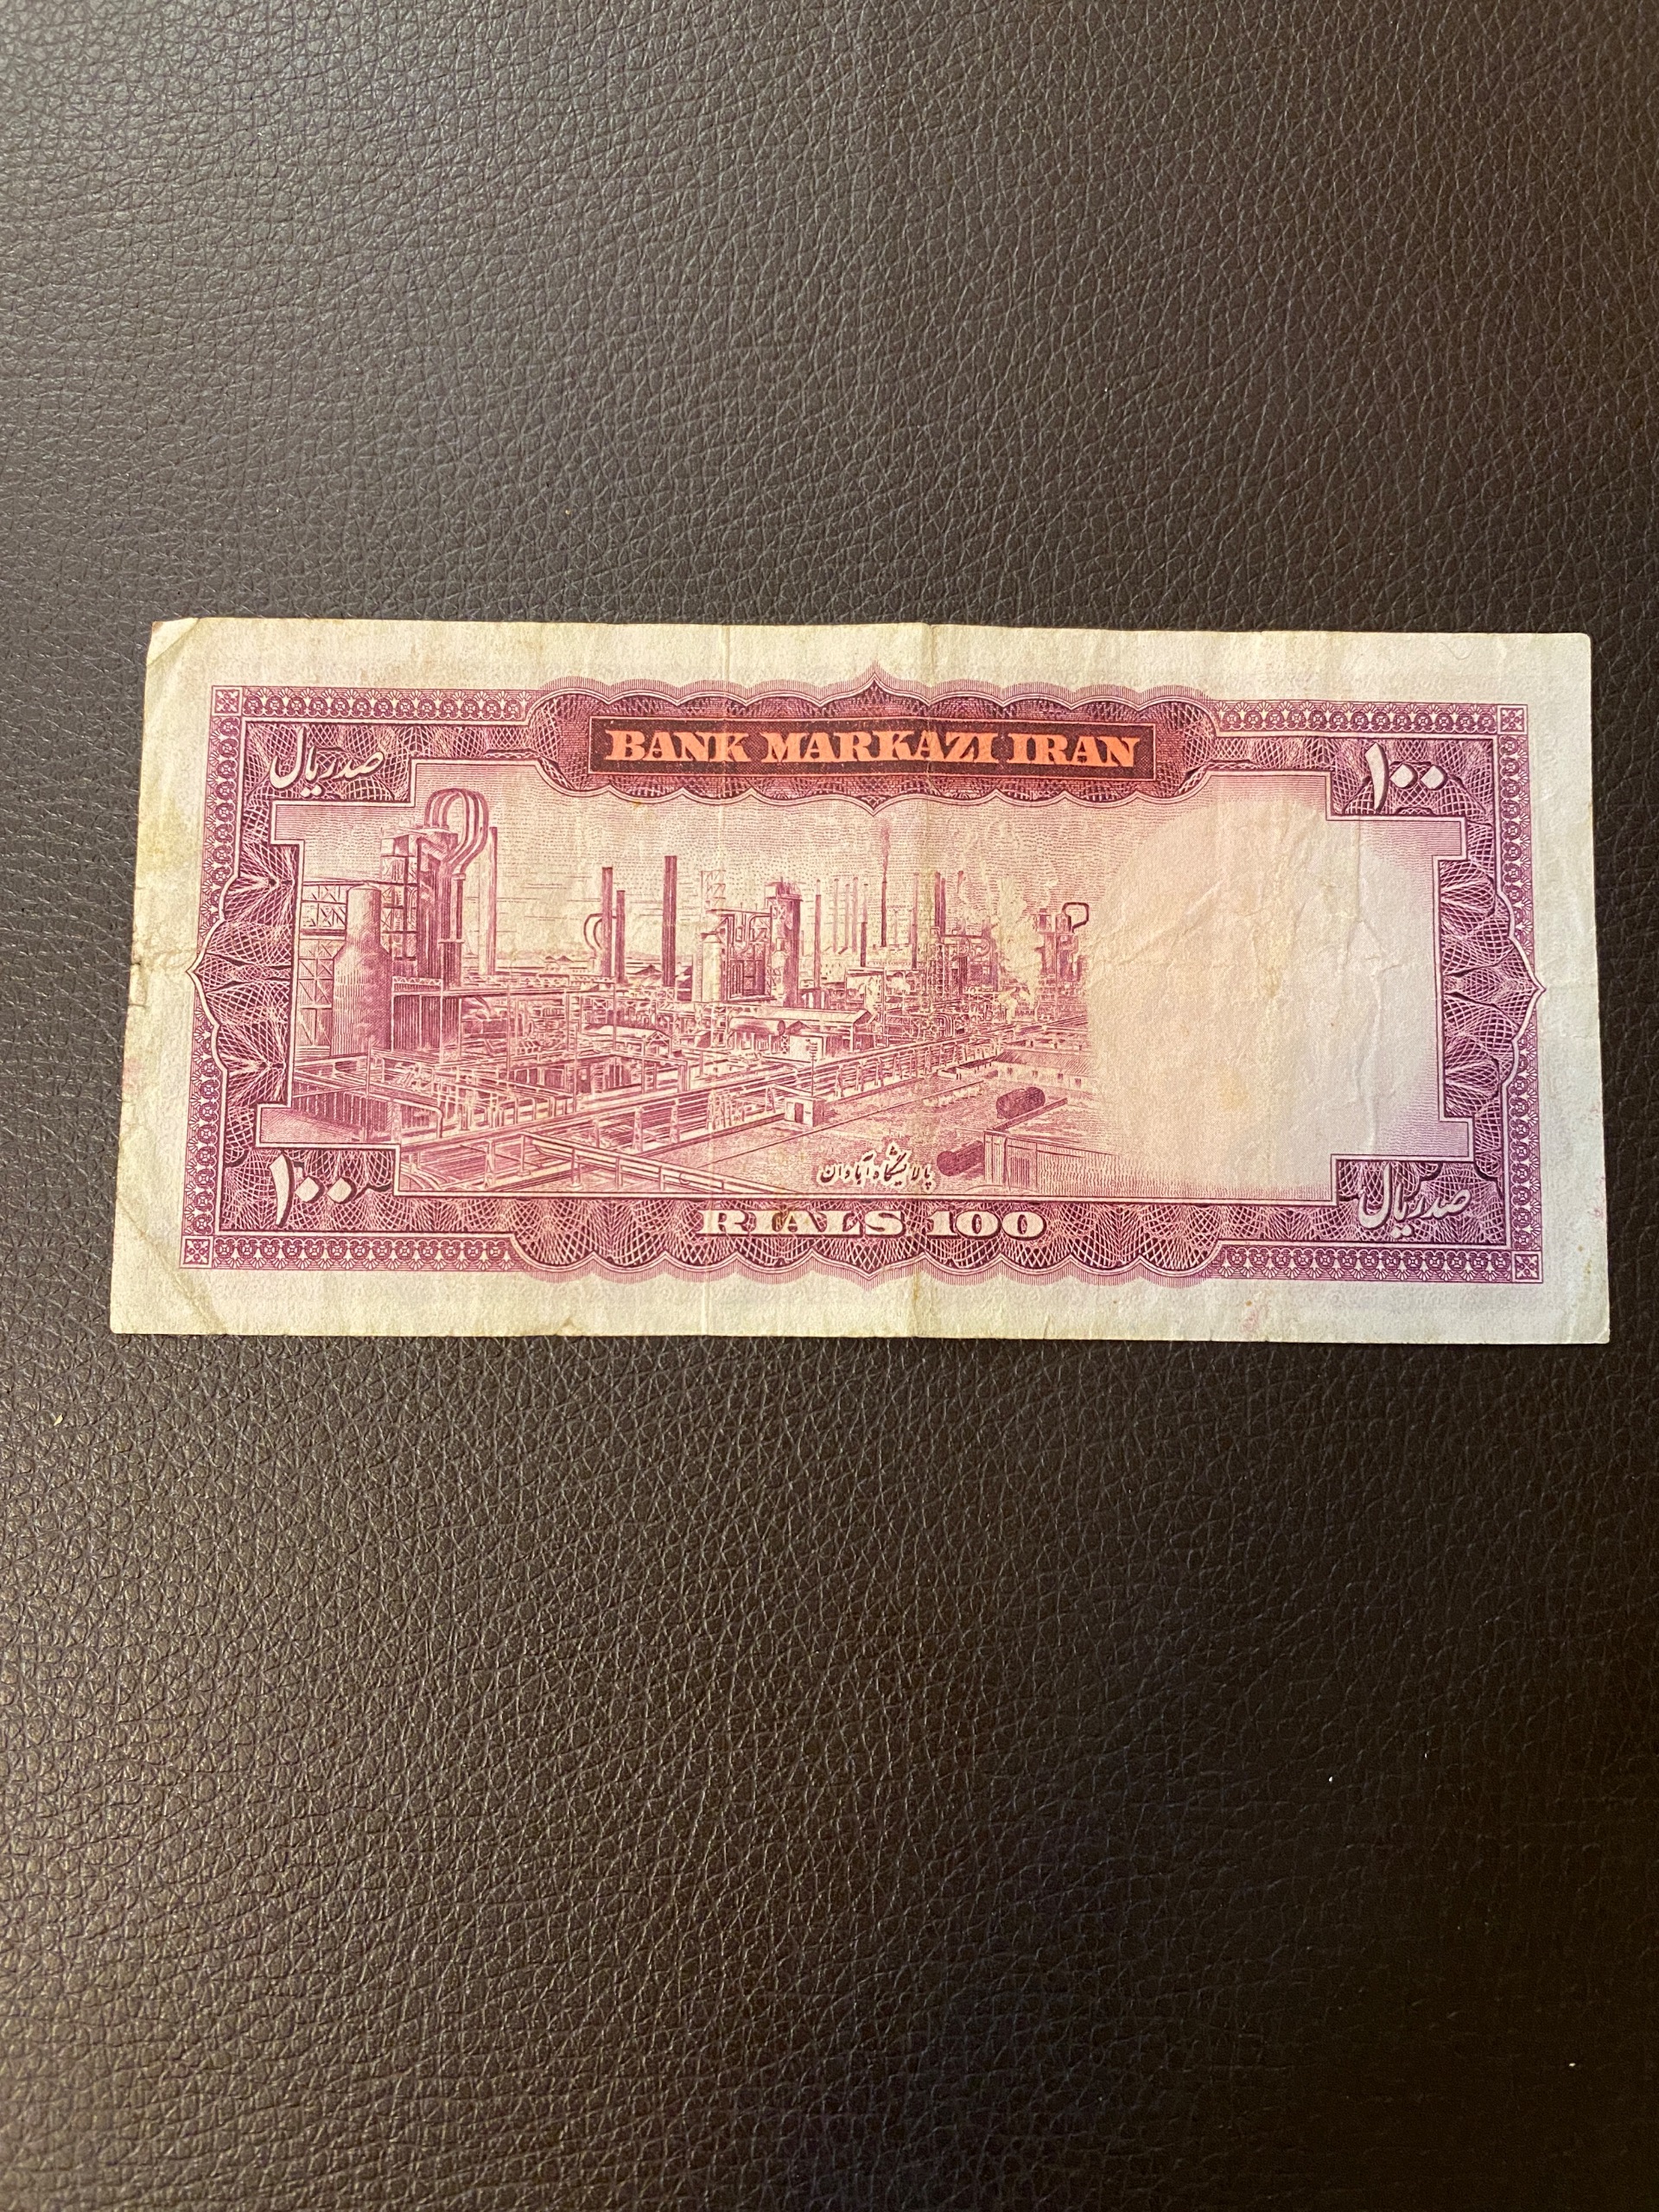 BANK MARKAZI IRAN
صد ریال
۱۰۰
پالایشگاه آبادان
۱۰۰
RIALS 100
صد ریال